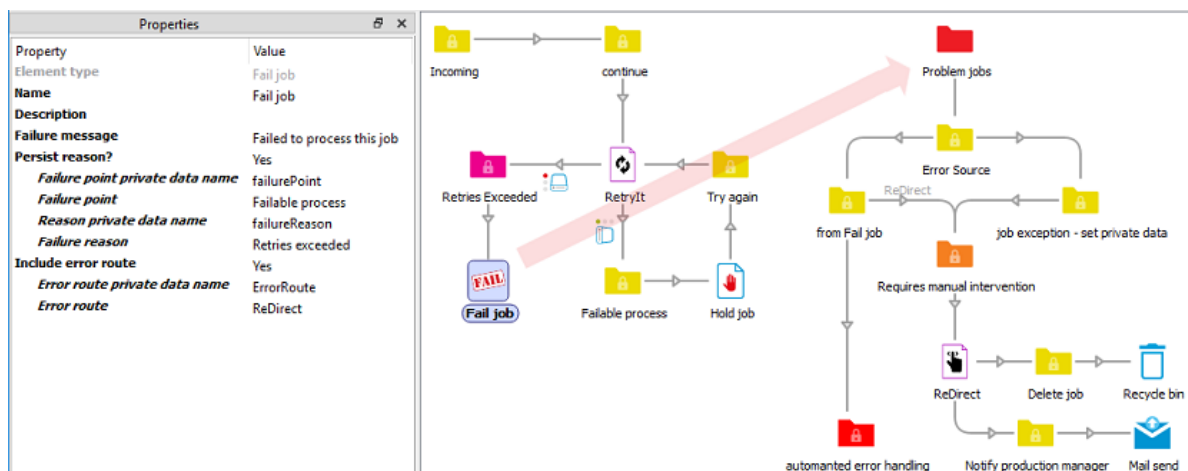 Properties
Property Value
Element type Fail job
Name Fail job
Description
Failure message Failed to process this job
Persist reason? Yes
Failure point private data name failurePoint
Failure point Failable process
Reason private data name failureReason
Failure reason Retries exceeded
Include error route Yes
Error route private data name ErrorRoute
Error route ReDirect
Incoming
continue
Problem jobs
Retries Exceeded
RetryIt
Try again
Error Source
ReDirect
from Fail job
job exception - set private data
FAIL
Fail job
Failable process
Hold job
Requires manual intervention
ReDirect
Delete job
Recycle bin
automanted error handling
Notify production manager
Mail send